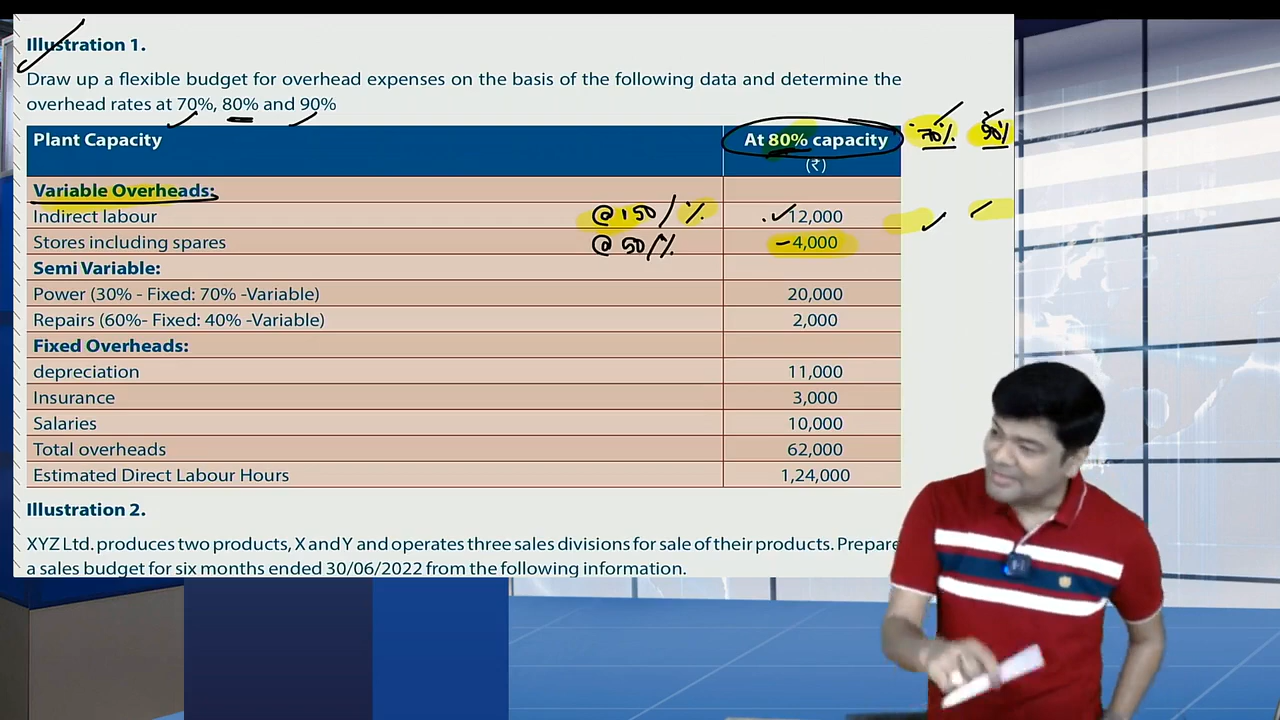 Illustration 1.
Draw up a flexible budget for overhead expenses on the basis of the following data and determine the
overhead rates at 70%, 80% and 90%
Plant Capacity At 80% capacity 70% 90%
(₹)
Variable Overheads:
Indirect labour @ 150/% 12,000
Stores including spares @ 50/% 4,000
Semi Variable:
Power (30% - Fixed: 70% -Variable) 20,000
Repairs (60%- Fixed: 40% -Variable) 2,000
Fixed Overheads:
depreciation 11,000
Insurance 3,000
Salaries 10,000
Total overheads 62,000
Estimated Direct Labour Hours 1,24,000
Illustration 2.
XYZ Ltd. produces two products, X and Y and operates three sales divisions for sale of their products. Prepare
a sales budget for six months ended 30/06/2022 from the following information.